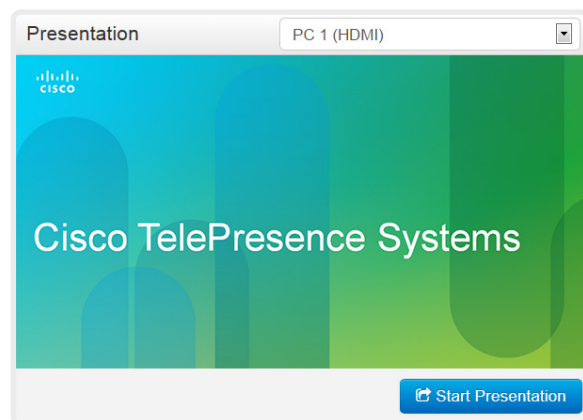 Presentation
PC 1 (HDMI)
CISCO
Cisco TelePresence Systems
Start Presentation